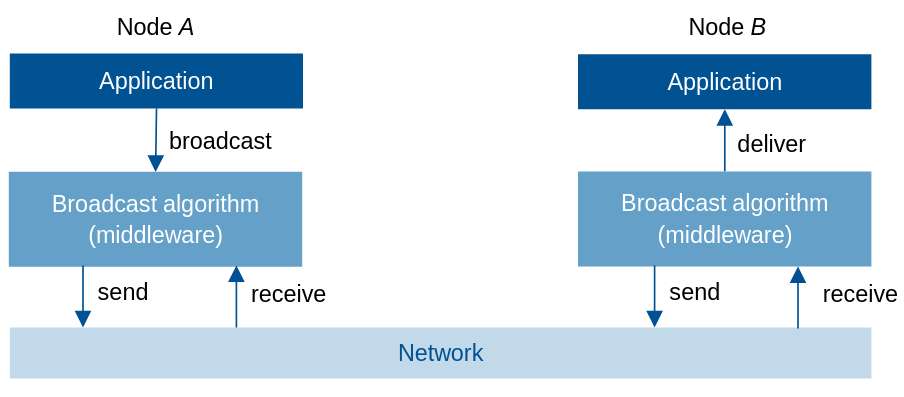 Node A
Node B
Application
Application
broadcast
deliver
Broadcast algorithm
(middleware)
Broadcast algorithm
(middleware)
send
receive
send
receive
Network